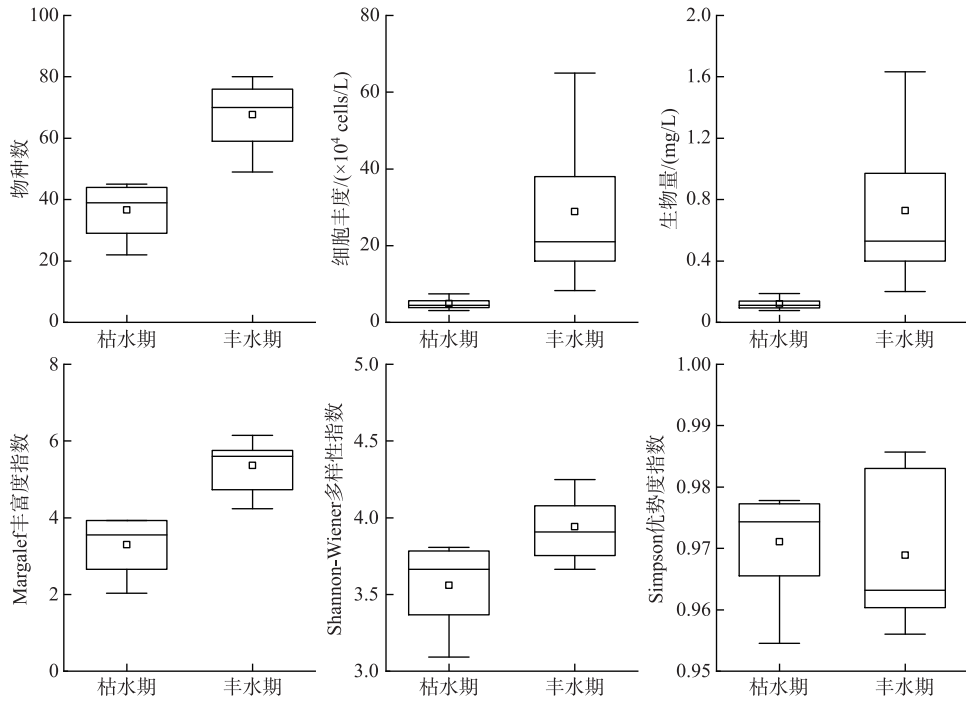 物种数
100
80
60
40
20
0
枯水期
丰水期
细胞丰度/(×10⁴ cells/L)
80
60
40
20
0
枯水期
丰水期
生物量/(mg/L)
2.0
1.6
1.2
0.8
0.4
0
枯水期
丰水期
Margalef丰富度指数
8
6
4
2
0
枯水期
丰水期
Shannon-Wiener多样性指数
5.0
4.5
4.0
3.5
3.0
枯水期
丰水期
Simpson优势度指数
1.00
0.99
0.98
0.97
0.96
0.95
枯水期
丰水期